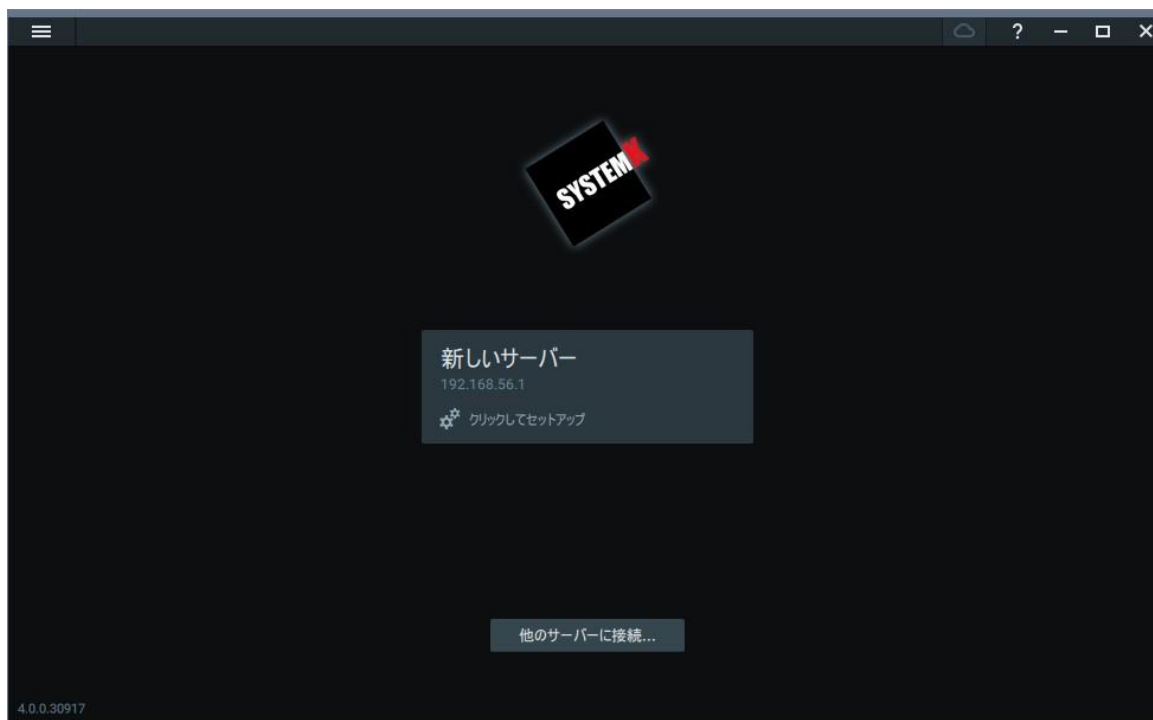 ?
SYSTEMX
新しいサーバー
192.168.56.1
クリックしてセットアップ
他のサーバーに接続...
4.0.0.30917